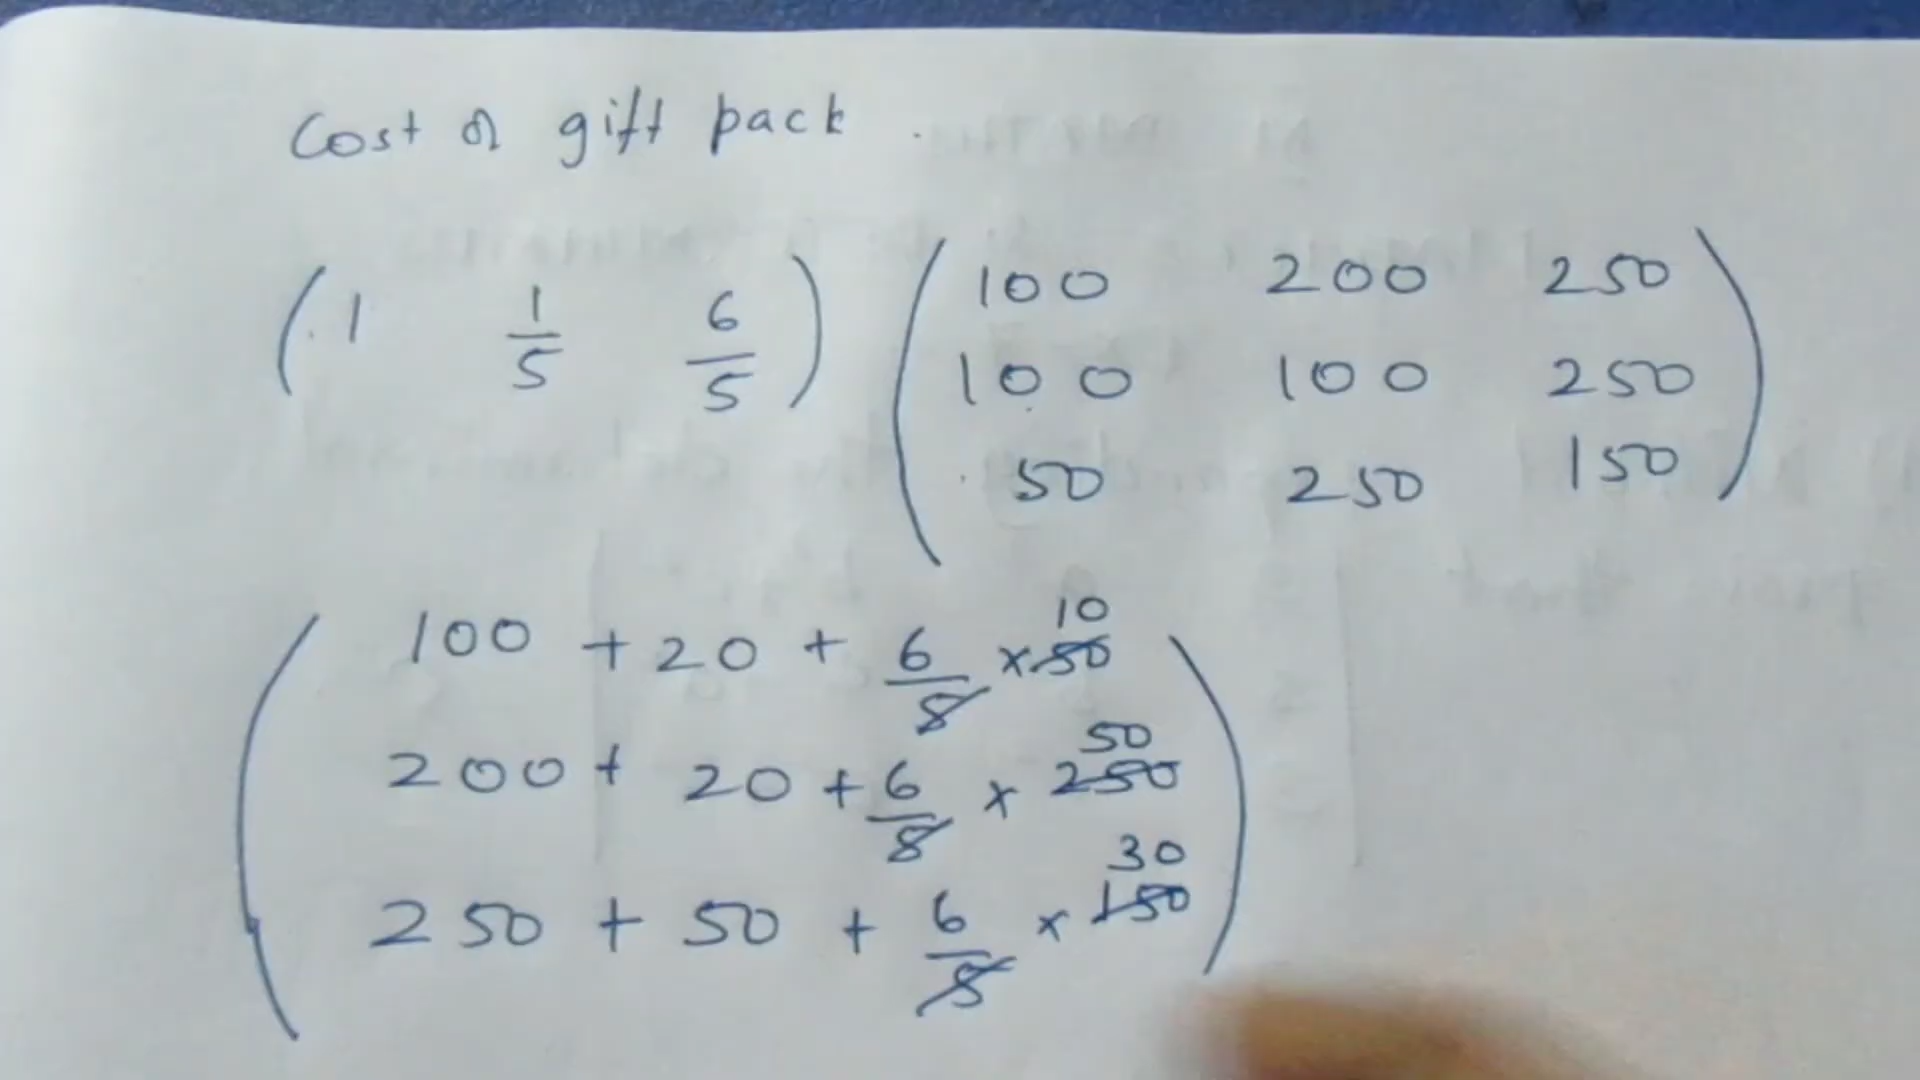 Cost of gift pack
( 1 1/5 6/5 ) ( 100 200 250
100 100 250
50 250 150 )
( 100 + 20 + 6/5 × 50 10
200 + 20 + 6/5 × 250 50
250 + 50 + 6/5 × 150 30 )